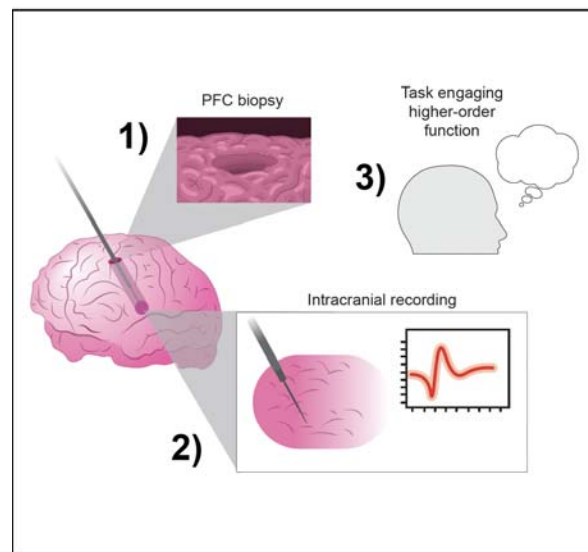 PFC biopsy
1)
Task engaging
higher-order
function
3)
Intracranial recording
2)